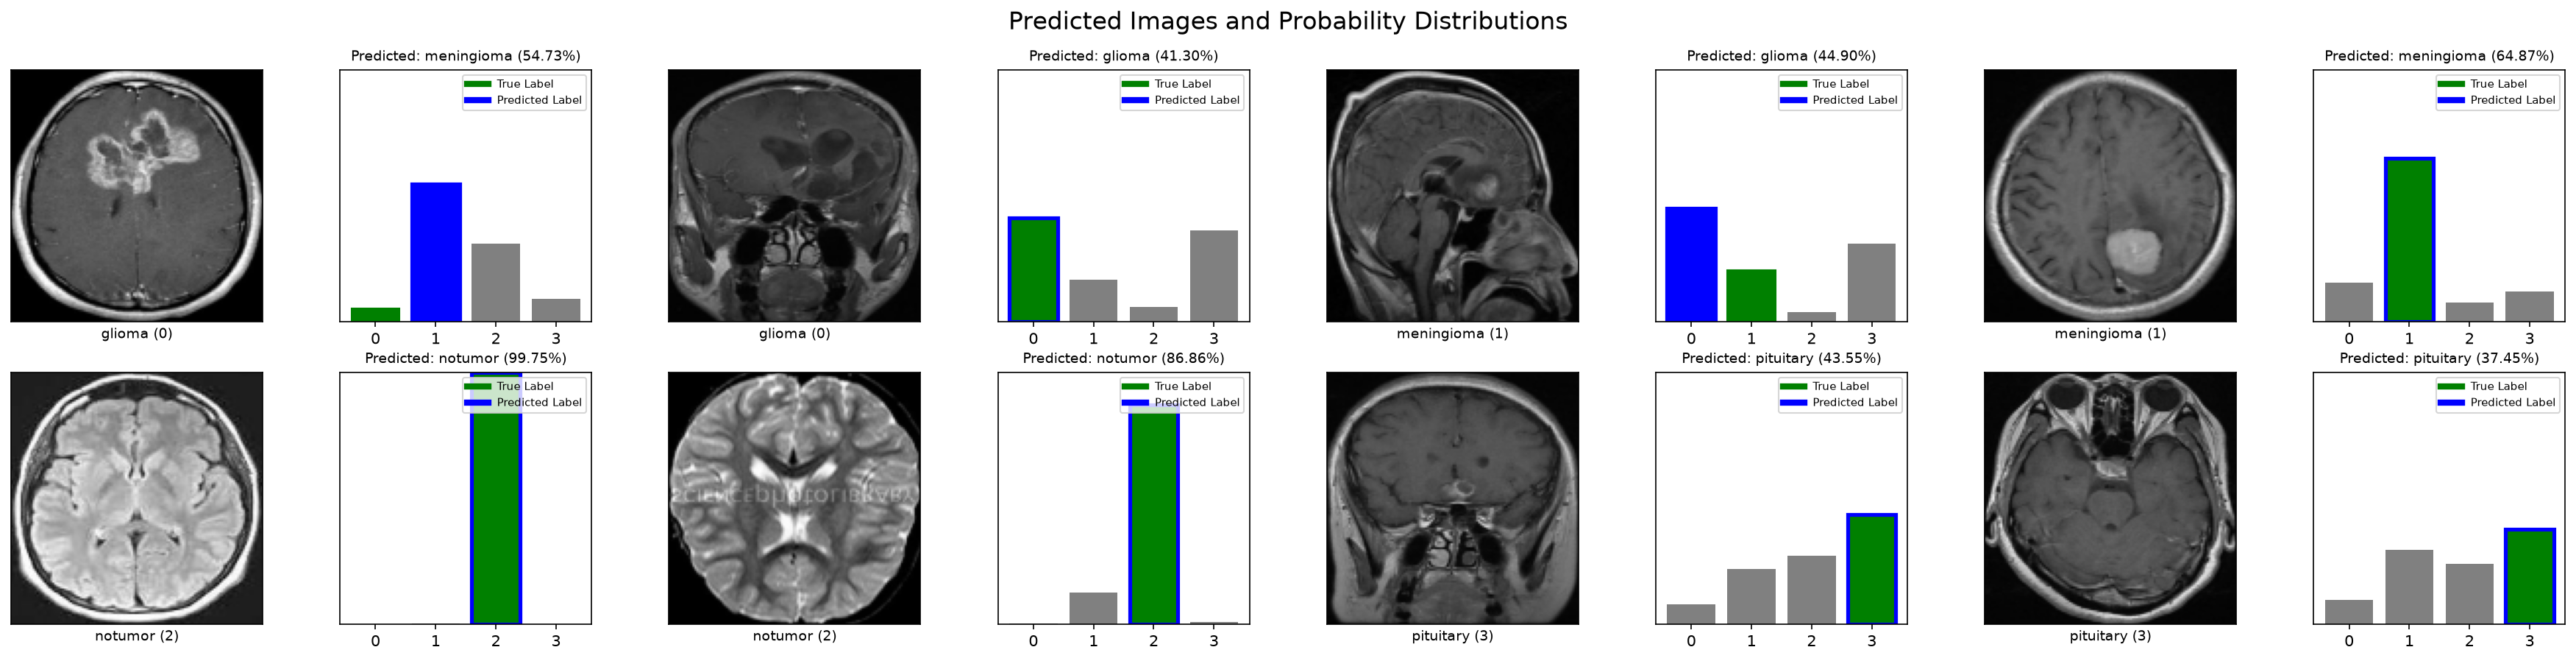 Predicted Images and Probability Distributions
Predicted: meningioma (54.73%)
True Label
Predicted Label
glioma (0)
0 1 2 3
Predicted: glioma (41.30%)
True Label
Predicted Label
glioma (0)
0 1 2 3
Predicted: glioma (44.90%)
True Label
Predicted Label
meningioma (1)
0 1 2 3
Predicted: meningioma (64.87%)
True Label
Predicted Label
meningioma (1)
0 1 2 3
Predicted: notumor (99.75%)
True Label
Predicted Label
notumor (2)
0 1 2 3
Predicted: notumor (86.86%)
True Label
Predicted Label
notumor (2)
0 1 2 3
Predicted: pituitary (43.55%)
True Label
Predicted Label
pituitary (3)
0 1 2 3
Predicted: pituitary (37.45%)
True Label
Predicted Label
pituitary (3)
0 1 2 3